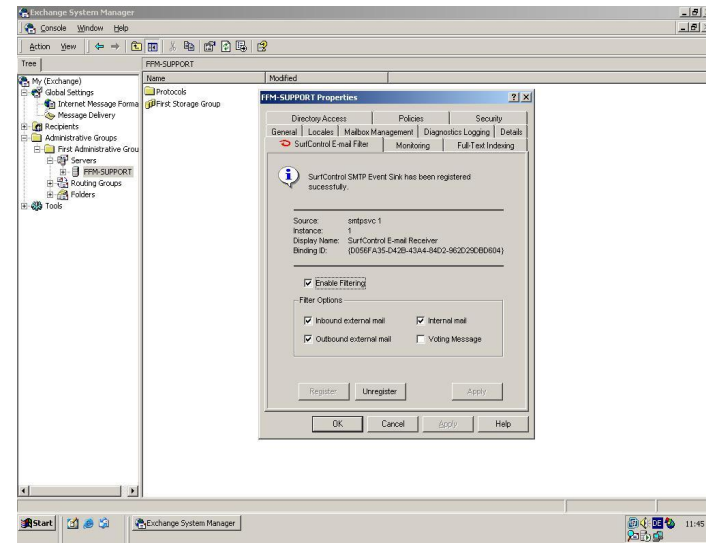 Exchange System Manager
Console Window Help
Action View
Tree
FFM-SUPPORT
My (Exchange)
Global Settings
Internet Message Forma
Message Delivery
Recipients
Administrative Groups
First Administrative Grou
Servers
FFM-SUPPORT
Routing Groups
Folders
Tools
Name Modified
Protocols
First Storage Group
FFM-SUPPORT Properties
Directory Access Policies Security
General Locales Mailbox Management Diagnostics Logging Details
SurfControl E-mail Filter Monitoring Full-Text Indexing
SurfControl SMTP Event Sink has been registered
sucessfully.
Source: smtpsvc 1
Instance: 1
Display Name: SurfControl E-mail Receiver
Binding ID: {D056FA35-D42B-43A4-84D2-962D29DBD604}
Enable Filtering
Filter Options
Inbound external mail Internal mail
Outbound external mail Voting Message
Register Unregister Apply
OK Cancel Apply Help
Start Exchange System Manager DE 11:45